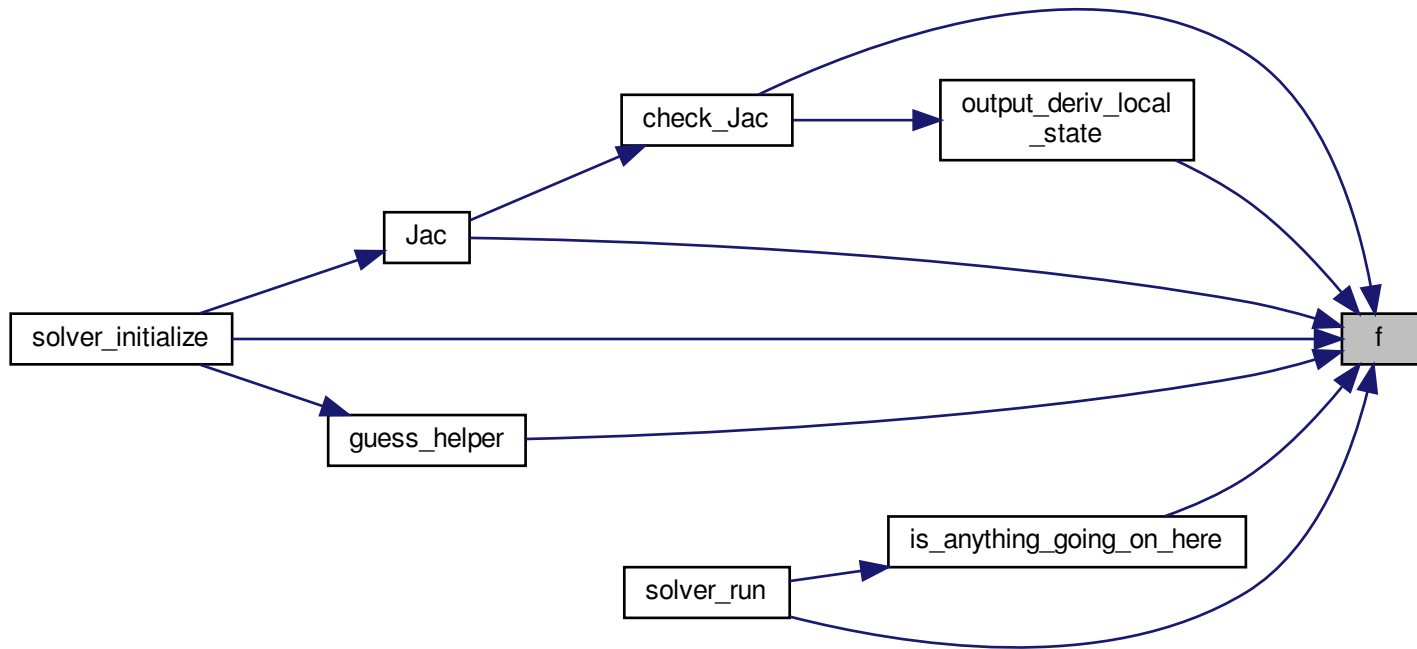 output_deriv_local
_state
check_Jac
Jac
solver_initialize
f
guess_helper
is_anything_going_on_here
solver_run